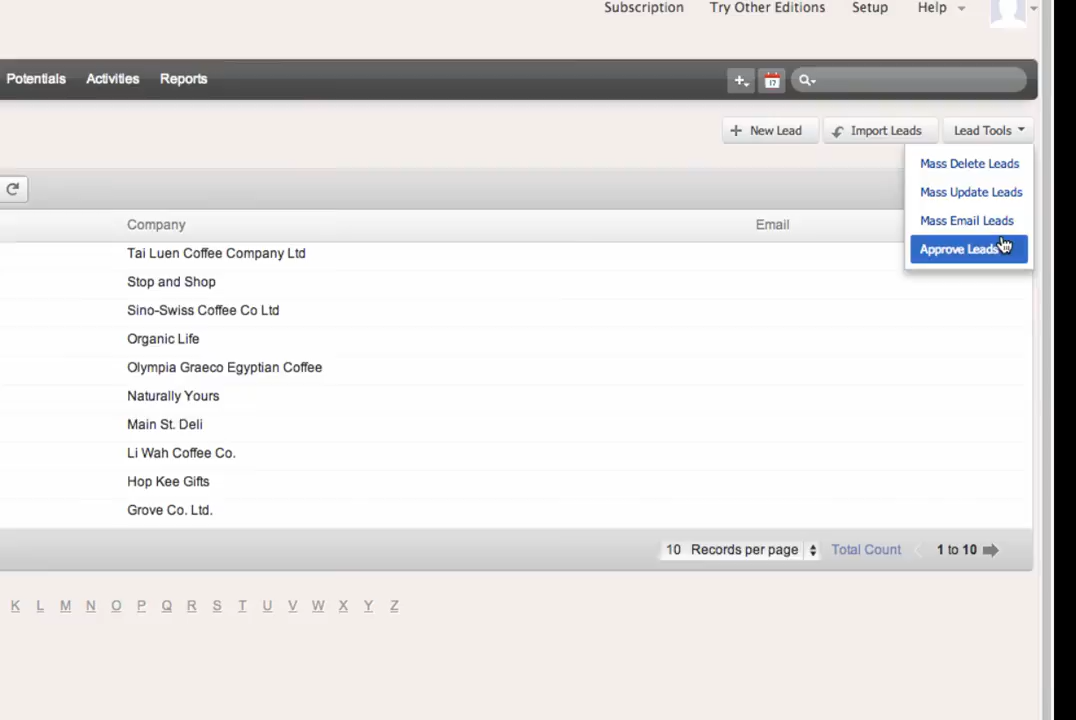 Subscription Try Other Editions Setup Help
Potentials Activities Reports
17
New Lead Import Leads Lead Tools
Mass Delete Leads
Mass Update Leads
Mass Email Leads
Approve Leads
Company Email
Tai Luen Coffee Company Ltd
Stop and Shop
Sino-Swiss Coffee Co Ltd
Organic Life
Olympia Graeco Egyptian Coffee
Naturally Yours
Main St. Deli
Li Wah Coffee Co.
Hop Kee Gifts
Grove Co. Ltd.
10 Records per page Total Count 1 to 10
K L M N O P Q R S T U V W X Y Z